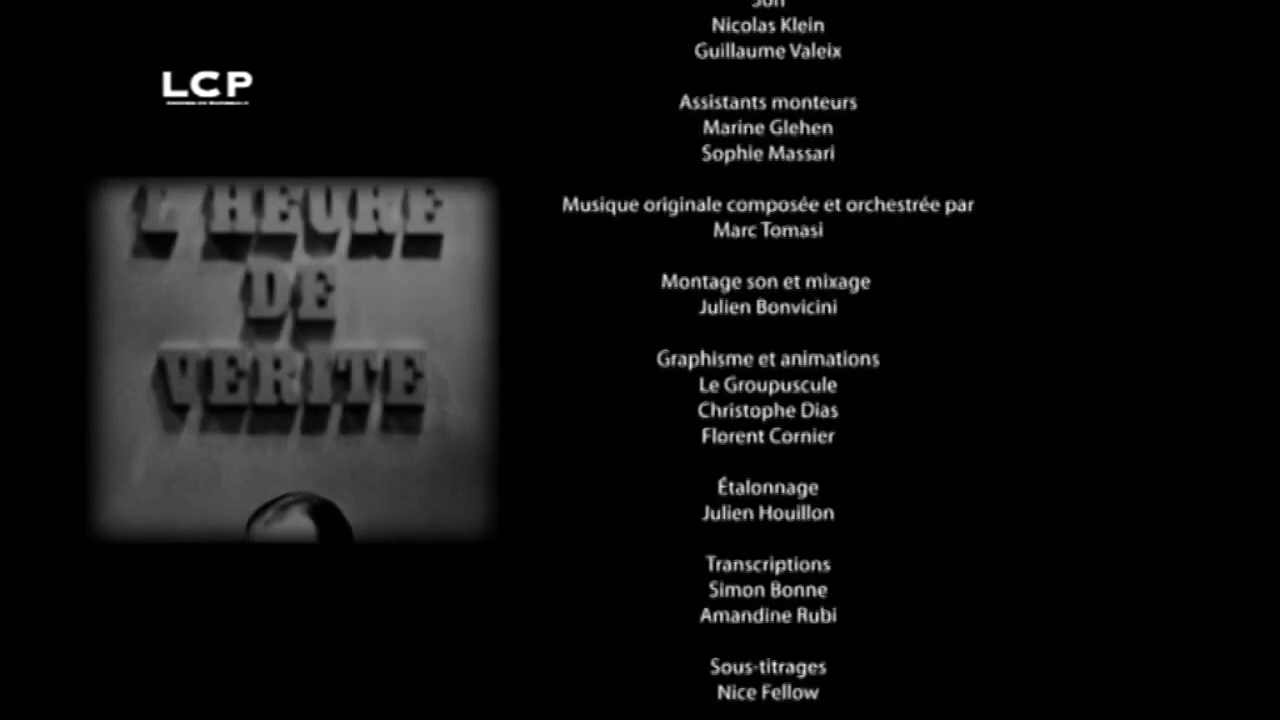 LCP
L'HEURE
DE
VERITE
Son
Nicolas Klein
Guillaume Valeix
Assistants monteurs
Marine Glehen
Sophie Massari
Musique originale composée et orchestrée par
Marc Tomasi
Montage son et mixage
Julien Bonvicini
Graphisme et animations
Le Groupuscule
Christophe Dias
Florent Cornier
Étalonnage
Julien Houillon
Transcriptions
Simon Bonne
Amandine Rubi
Sous-titrages
Nice Fellow